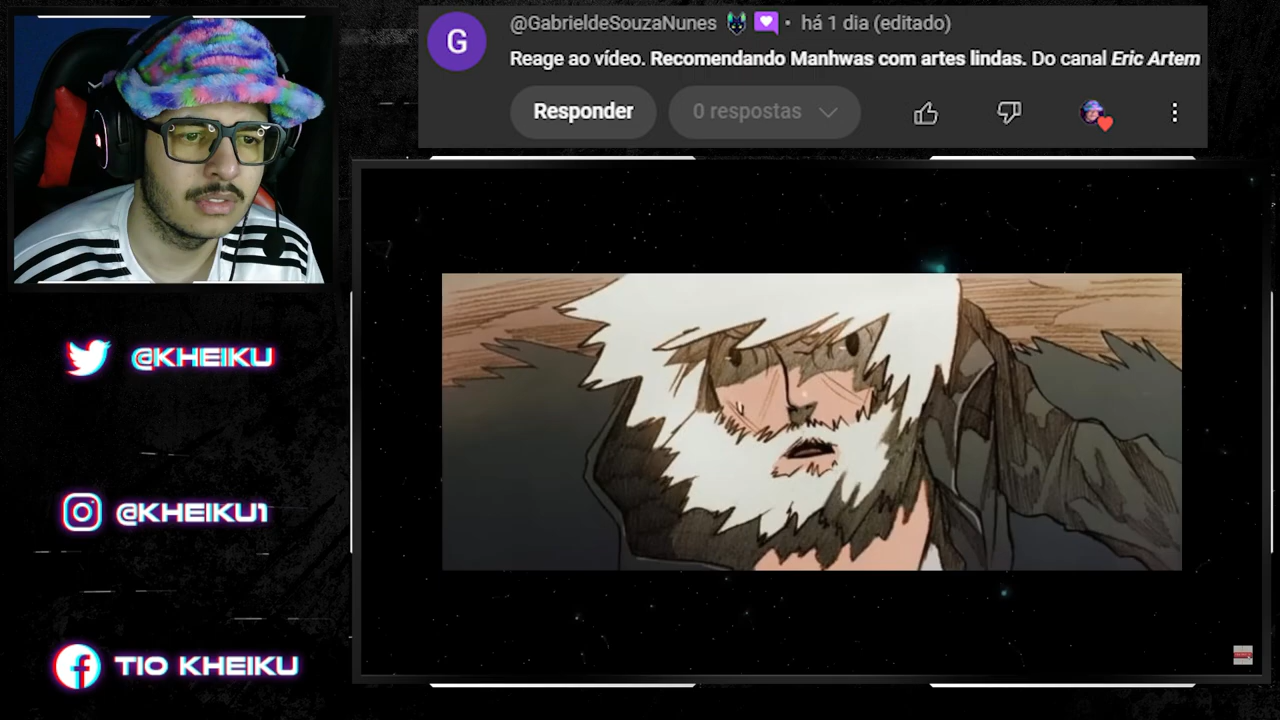 G
@GabrieldeSouzaNunes • há 1 dia (editado)
Reage ao vídeo. Recomendando Manhwas com artes lindas. Do canal Eric Artem
Responder
0 respostas
@KHEIKU
@KHEIKU1
TIO KHEIKU